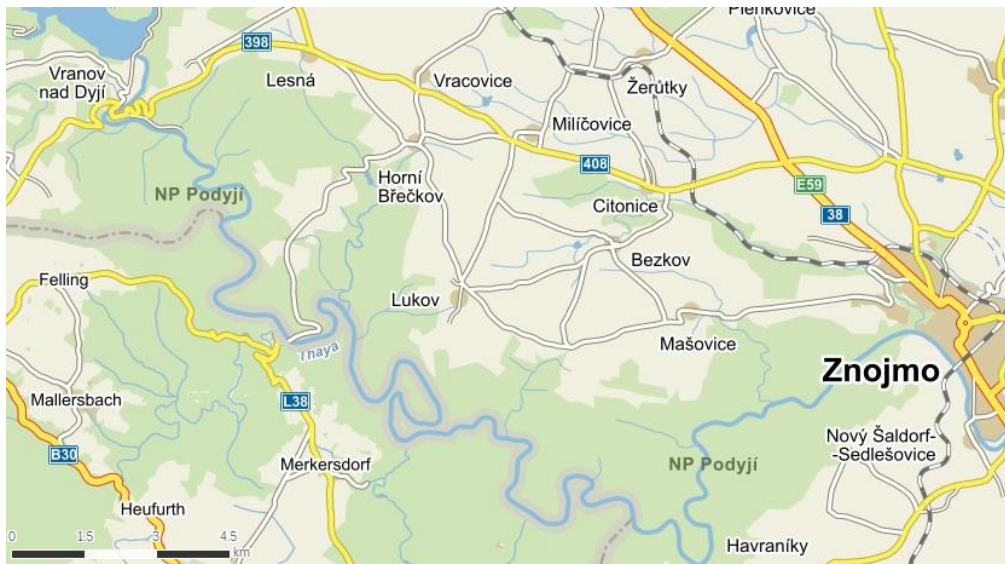 Plenkovice
398
Vranov
nad Dyjí
Lesná
Vracovice
Žerůtky
Milíčovice
408
Horní
Břečkov
NP Podyjí
E59
Citonice
38
Bezkov
Felling
Lukov
Mašovice
Thaya
Znojmo
Mallersbach
L38
Nový Šaldorf-
-Sedlešovice
B30
Merkersdorf
NP Podyjí
Heufurth
0 1.5 3 4.5
km
Havraníky